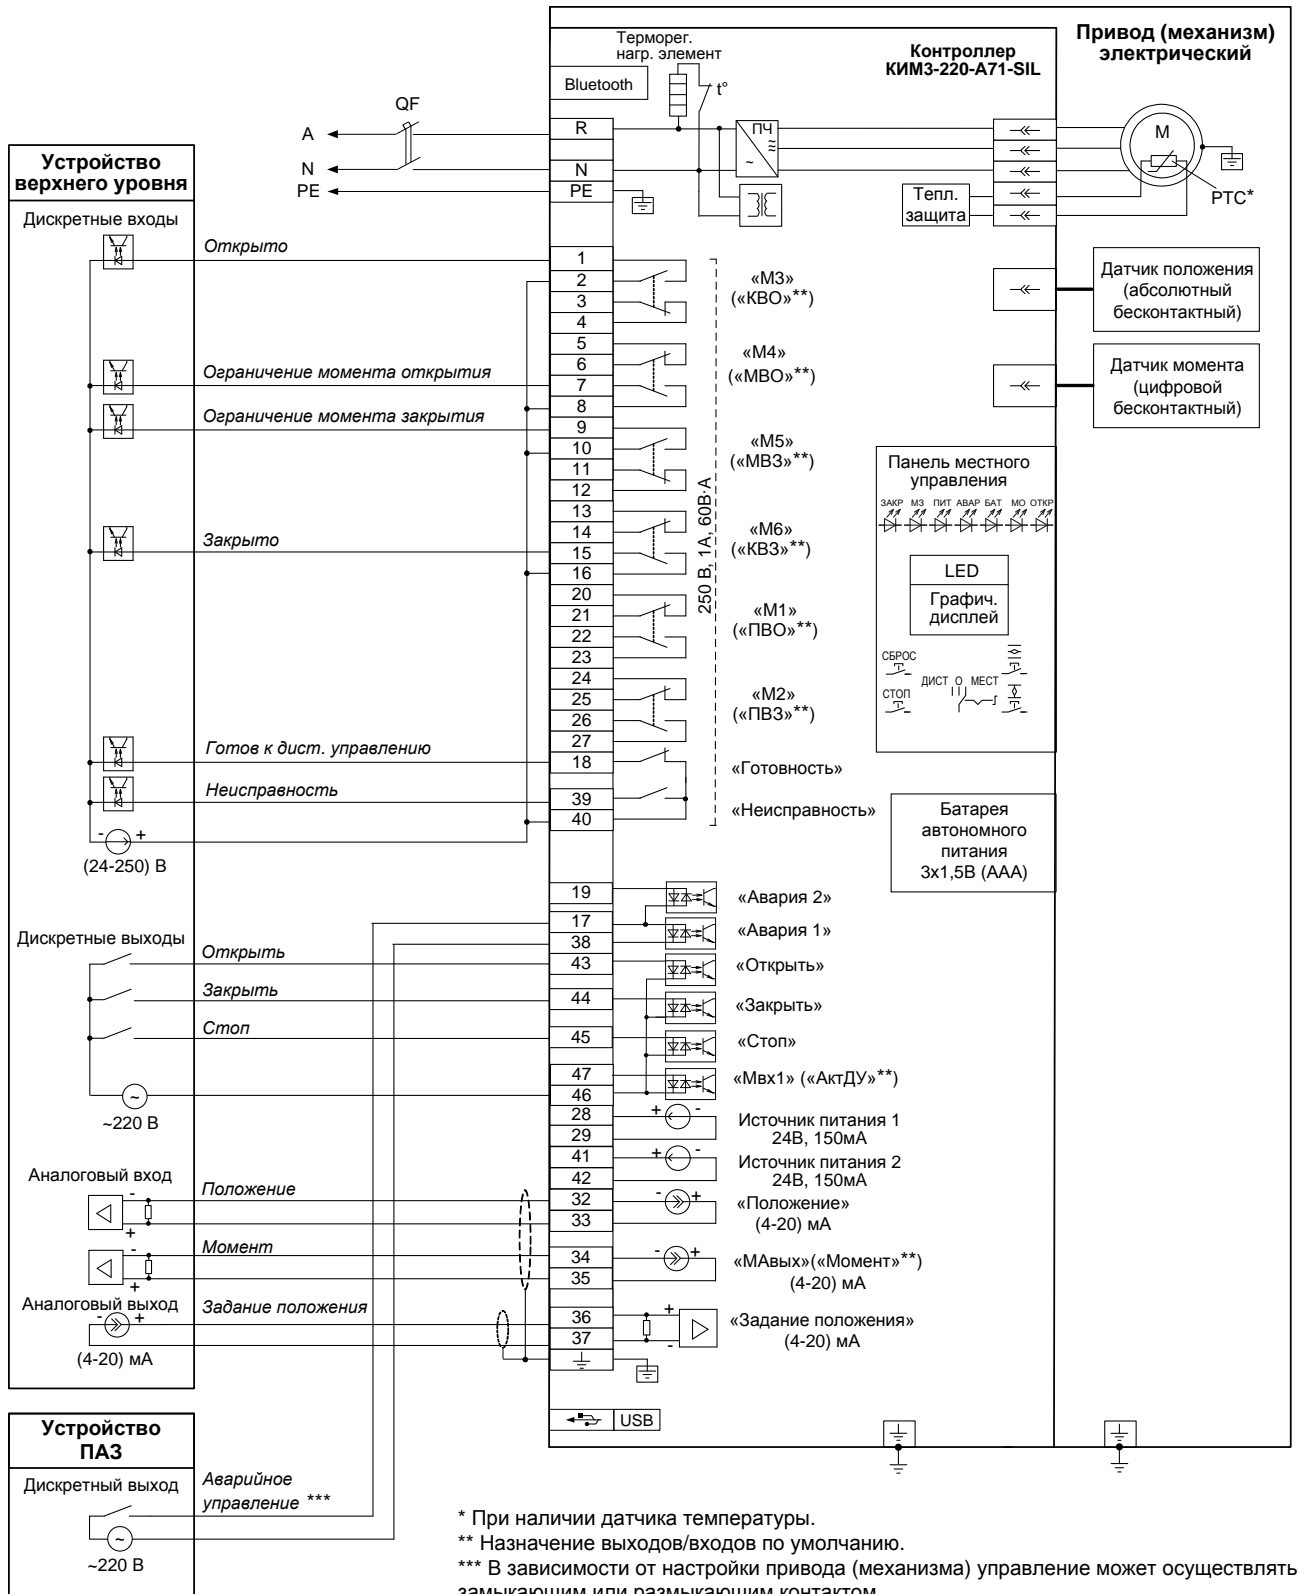 Привод (механизм)
электрический
Контроллер
КИМ3-220-А71-SIL
Терморег.
нагр. элемент
Bluetooth
t°
QF
A
N
PE
R
N
PE
ПЧ
≈
~
M
PTC*
Тепл.
защита
Устройство
верхнего уровня
Дискретные входы
Открыто
1
2
3
4
«М3»
(«КВО»**)
Датчик положения
(абсолютный
бесконтактный)
5
6
7
8
«М4»
(«МВО»**)
Ограничение момента открытия
Датчик момента
(цифровой
бесконтактный)
Ограничение момента закрытия
9
10
11
12
«М5»
(«МВЗ»**)
250 В, 1А, 60В·А
Закрыто
13
14
15
16
«М6»
(«КВЗ»**)
20
21
22
23
«М1»
(«ПВО»**)
24
25
26
27
«М2»
(«ПВЗ»**)
Готов к дист. управлению
18
«Готовность»
Неисправность
39
40
«Неисправность»
- +
(24-250) В
Панель местного
управления
ЗАКР МЗ ПИТ АВАР БАТ МО ОТКР
LED
Графич.
дисплей
СБРОС
СТОП
ДИСТ О МЕСТ
Батарея
автономного
питания
3х1,5В (ААА)
19
«Авария 2»
17
38
«Авария 1»
Дискретные выходы
Открыть
43
«Открыть»
Закрыть
44
«Закрыть»
Стоп
45
«Стоп»
47
46
«Мвх1» («АктДУ»**)
~
~220 В
28
29
+ -
Источник питания 1
24В, 150мА
41
42
+ -
Источник питания 2
24В, 150мА
Аналоговый вход
- +
Положение
32
33
- +
«Положение»
(4-20) мА
- +
Момент
34
35
- +
«МАвых»(«Момент»**)
(4-20) мА
Аналоговый выход
- +
(4-20) мА
Задание положения
36
37
+ -
«Задание положения»
(4-20) мА
USB
Устройство
ПАЗ
Дискретный выход
~
~220 В
Аварийное
управление ***
* При наличии датчика температуры.
** Назначение выходов/входов по умолчанию.
*** В зависимости от настройки привода (механизма) управление может осуществлять
замыкающим или размыкающим контактом